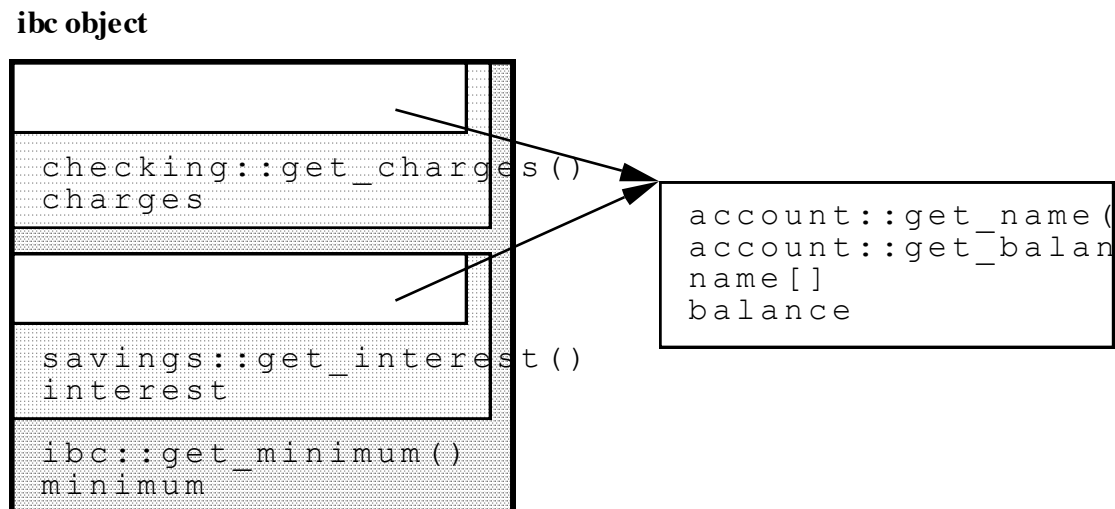 ibc object
checking::get_charges()
charges
account::get_name(
account::get_balan
name[]
balance
savings::get_interest()
interest
ibc::get_minimum()
minimum